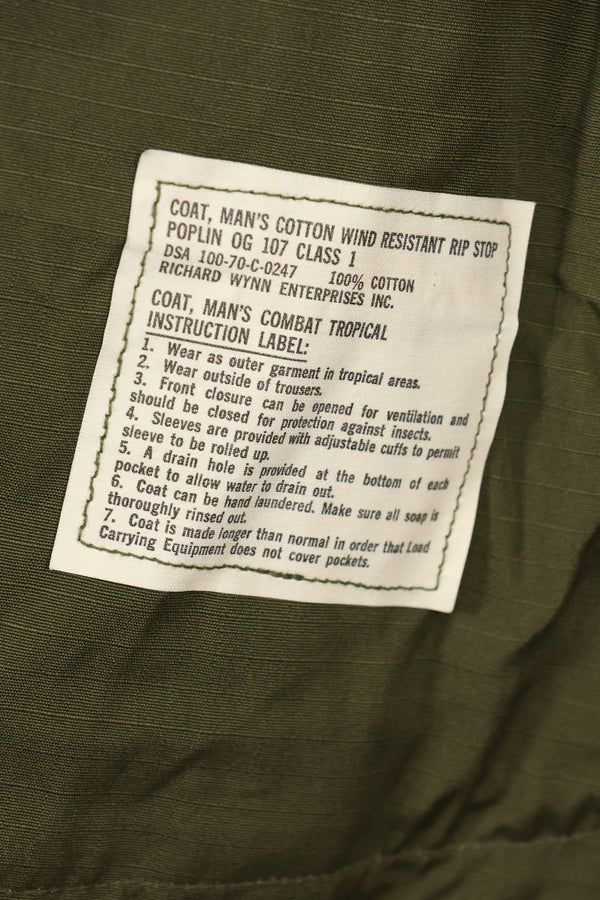 COAT, MAN'S COTTON WIND RESISTANT RIP STOP
POPLIN OG 107 CLASS 1
DSA 100-70-C-0247 100% COTTON
RICHARD WYNN ENTERPRISES INC.
COAT, MAN'S COMBAT TROPICAL
INSTRUCTION LABEL:
1. Wear as outer garment in tropical areas.
2. Wear outside of trousers.
3. Front closure can be opened for ventilation and
should be closed for protection against insects.
4. Sleeves are provided with adjustable cuffs to permit
sleeve to be rolled up.
5. A drain hole is provided at the bottom of each
pocket to allow water to drain out.
6. Coat can be hand laundered. Make sure all soap is
thoroughly rinsed out.
7. Coat is made longer than normal in order that Load
Carrying Equipment does not cover pockets.